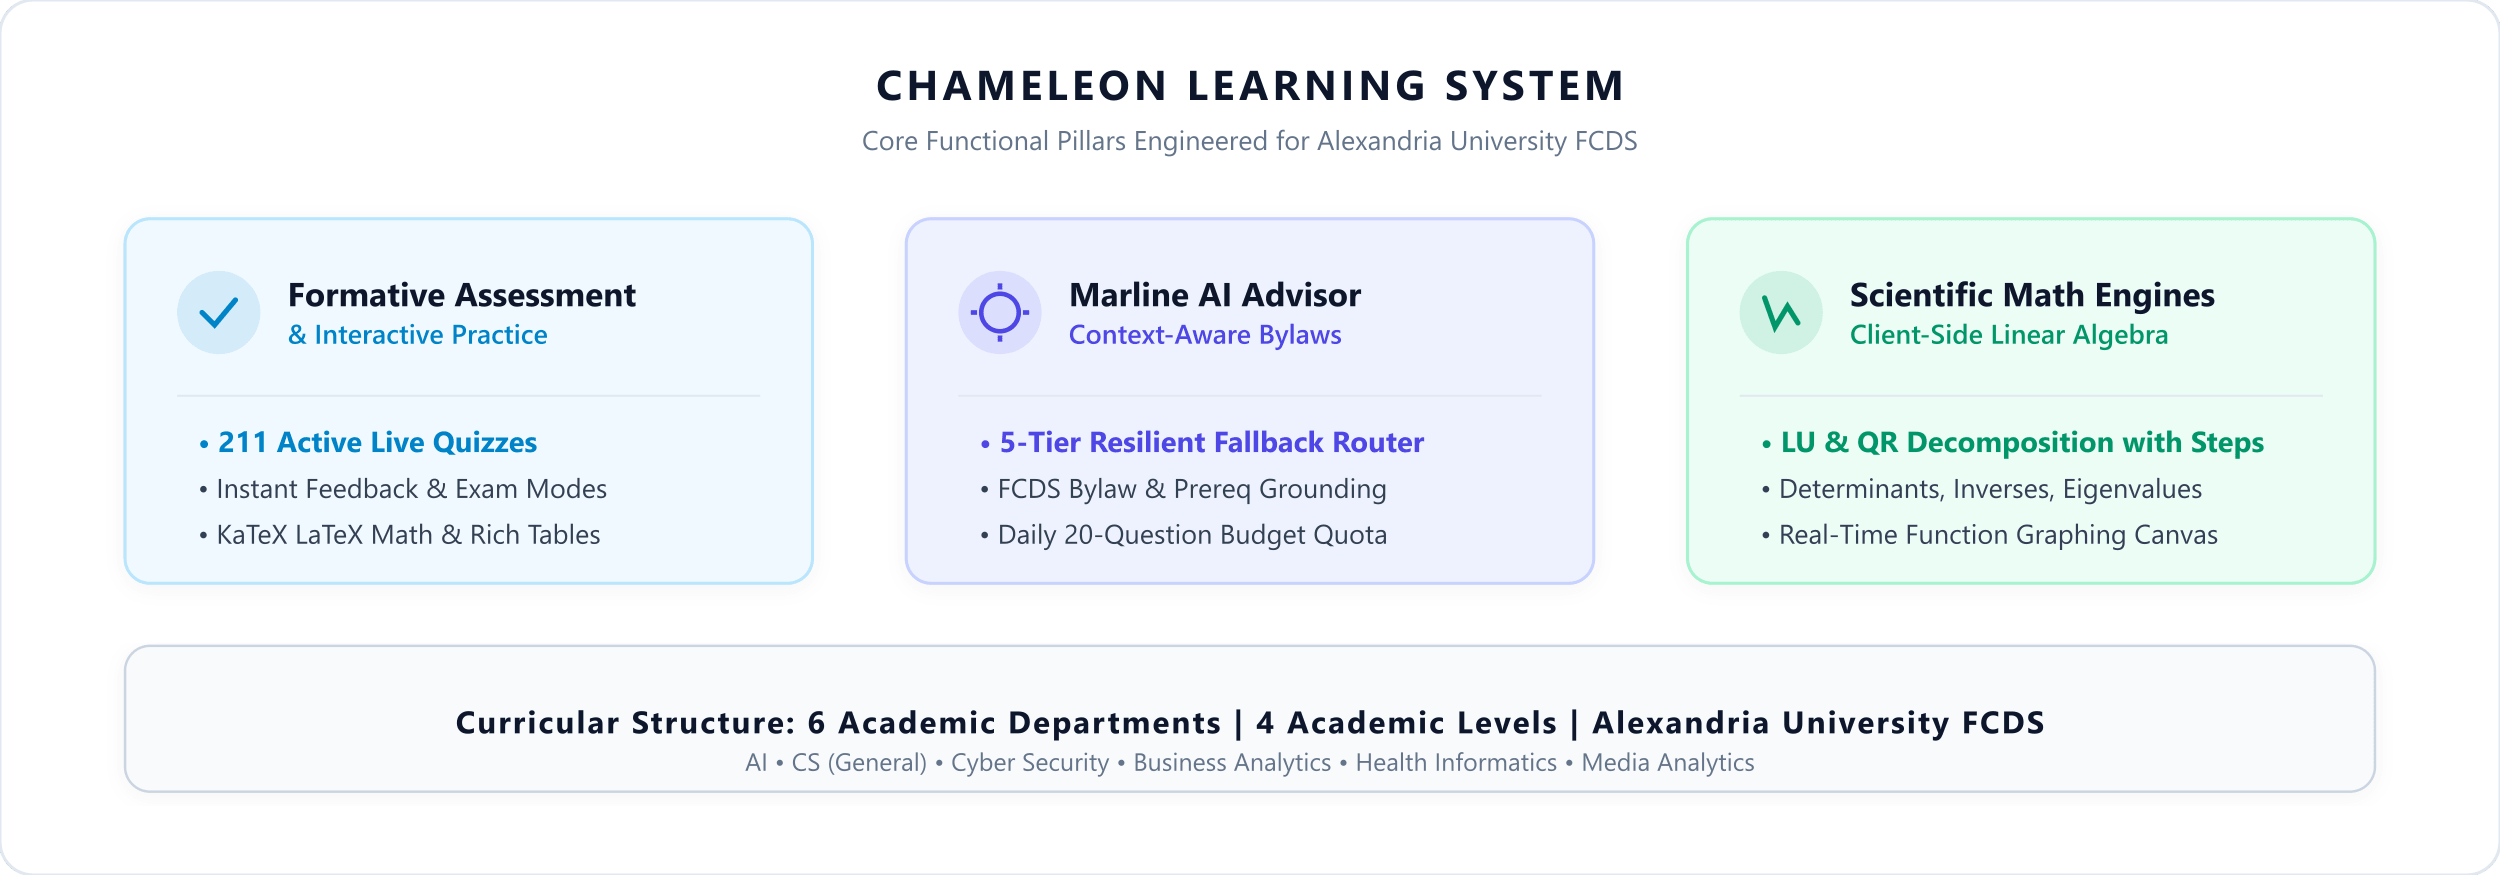 CHAMELEON LEARNING SYSTEM
Core Functional Pillars Engineered for Alexandria University FCDS
Formative Assessment
& Interactive Practice
• 211 Active Live Quizzes
• Instant Feedback & Exam Modes
• KaTeX LaTeX Math & Rich Tables
Marline AI Advisor
Context-Aware Bylaws
• 5-Tier Resilient Fallback Router
• FCDS Bylaw & Prereq Grounding
• Daily 20-Question Budget Quota
Scientific Math Engines
Client-Side Linear Algebra
• LU & QR Decomposition with Steps
• Determinants, Inverses, Eigenvalues
• Real-Time Function Graphing Canvas
Curricular Structure: 6 Academic Departments | 4 Academic Levels | Alexandria University FCDS
AI • CS (General) • Cyber Security • Business Analytics • Health Informatics • Media Analytics